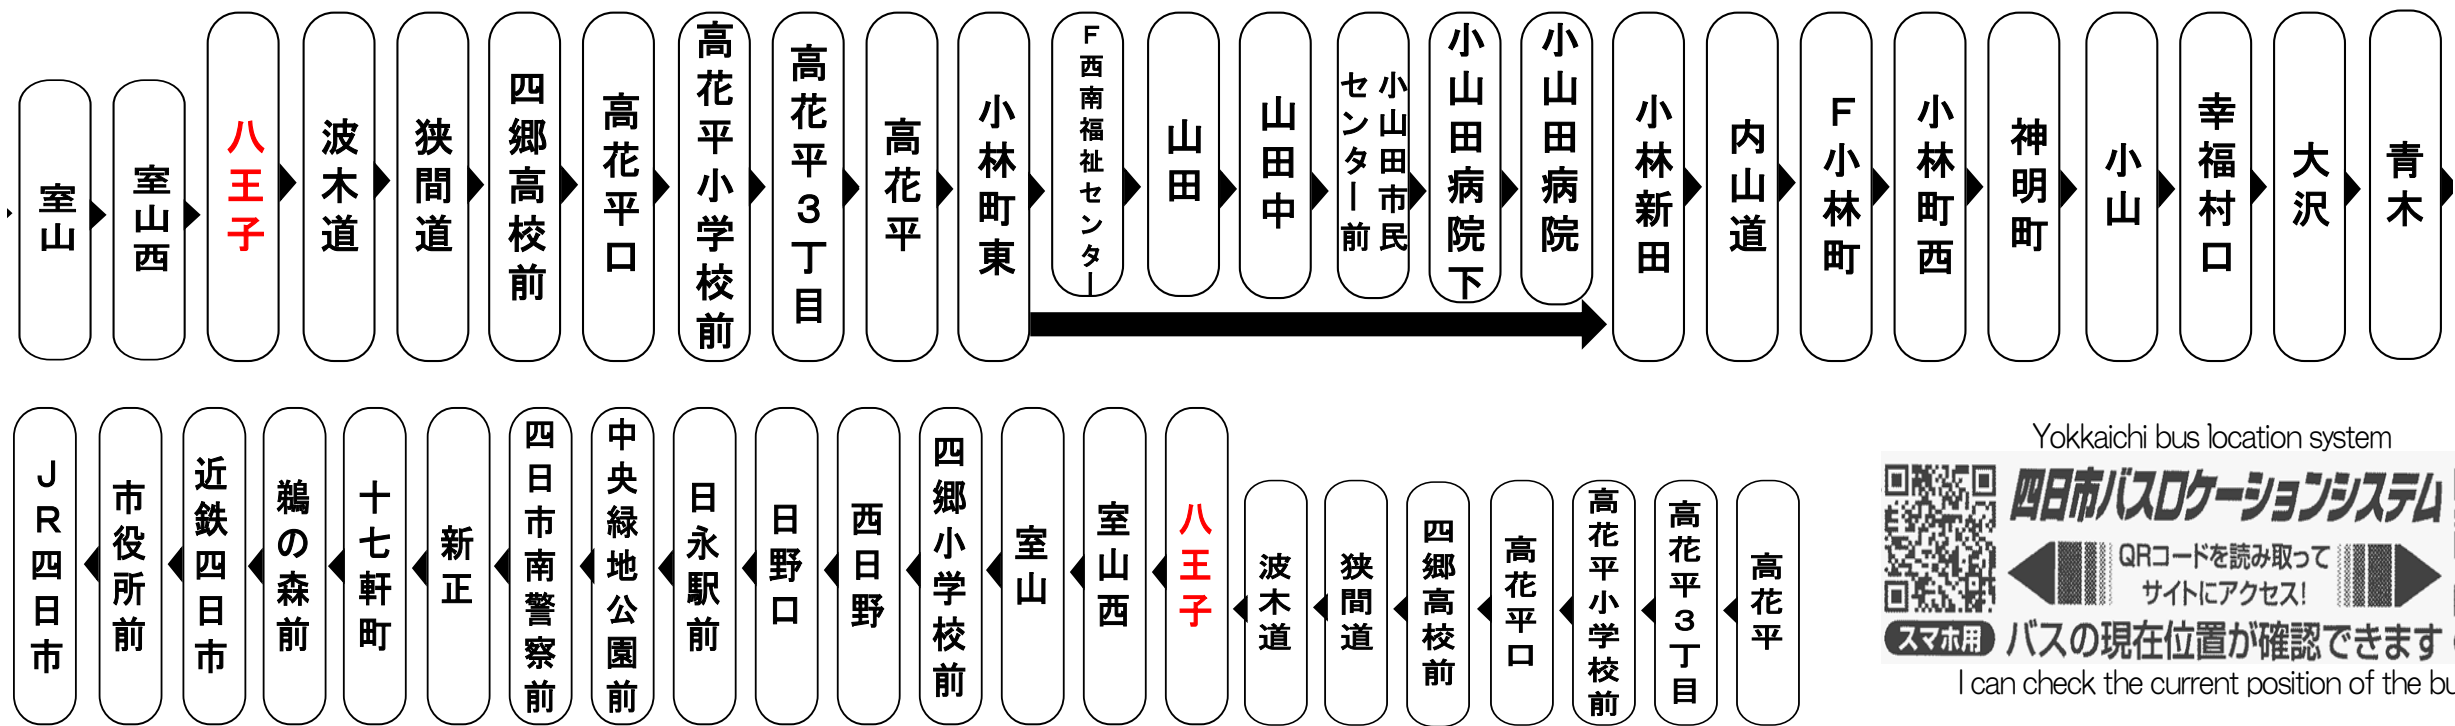 室山
室山西
八王子
波木道
狭間道
四郷高校前
高花平口
高花平小学校前
高花平3丁目
高花平
小林町東
F西南福祉センター
山田
山田中
小山田市民
センター前
小山田病院下
小山田病院
小林新田
内山道
F小林町
小林町西
神明町
小山
幸福村口
大沢
青木
JR四日市
市役所前
近鉄四日市
鵜の森前
十七軒町
新正
四日市南警察前
中央緑地公園前
日永駅前
日野口
西日野
四郷小学校前
室山
室山西
八王子
波木道
狭間道
四郷高校前
高花平口
高花平小学校前
高花平3丁目
高花平
Yokkaichi bus location system
四日市バスロケーションシステム
QRコードを読み取って
サイトにアクセス!
スマホ用
バスの現在位置が確認できます
I can check the current position of the bu